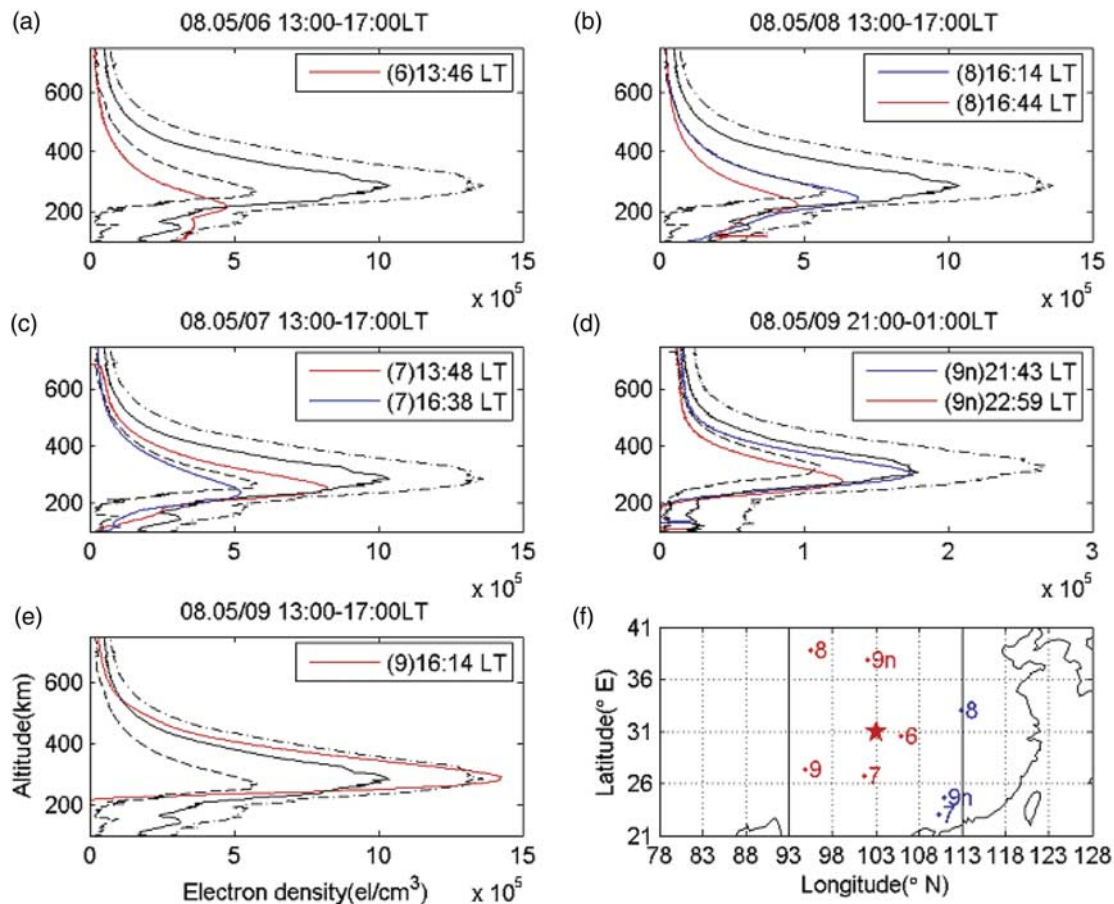 (a) 08.05/06 13:00-17:00LT
(6)13:46 LT
600
400
200
0 5 10 15
x 10^5
(b) 08.05/08 13:00-17:00LT
(8)16:14 LT
(8)16:44 LT
600
400
200
0 5 10 15
x 10^5
(c) 08.05/07 13:00-17:00LT
(7)13:48 LT
(7)16:38 LT
600
400
200
0 5 10 15
x 10^5
(d) 08.05/09 21:00-01:00LT
(9n)21:43 LT
(9n)22:59 LT
600
400
200
0 1 2 3
x 10^5
(e) 08.05/09 13:00-17:00LT
(9)16:14 LT
Altitude(km)
600
400
200
0 5 10 15
Electron density(el/cm³) x 10^5
(f)
Latitude(° E)
41
36
31
26
21
8
9n
8
6
9
7
9n
7
78 83 88 93 98 103 108 113 118 123 128
Longitude(° N)